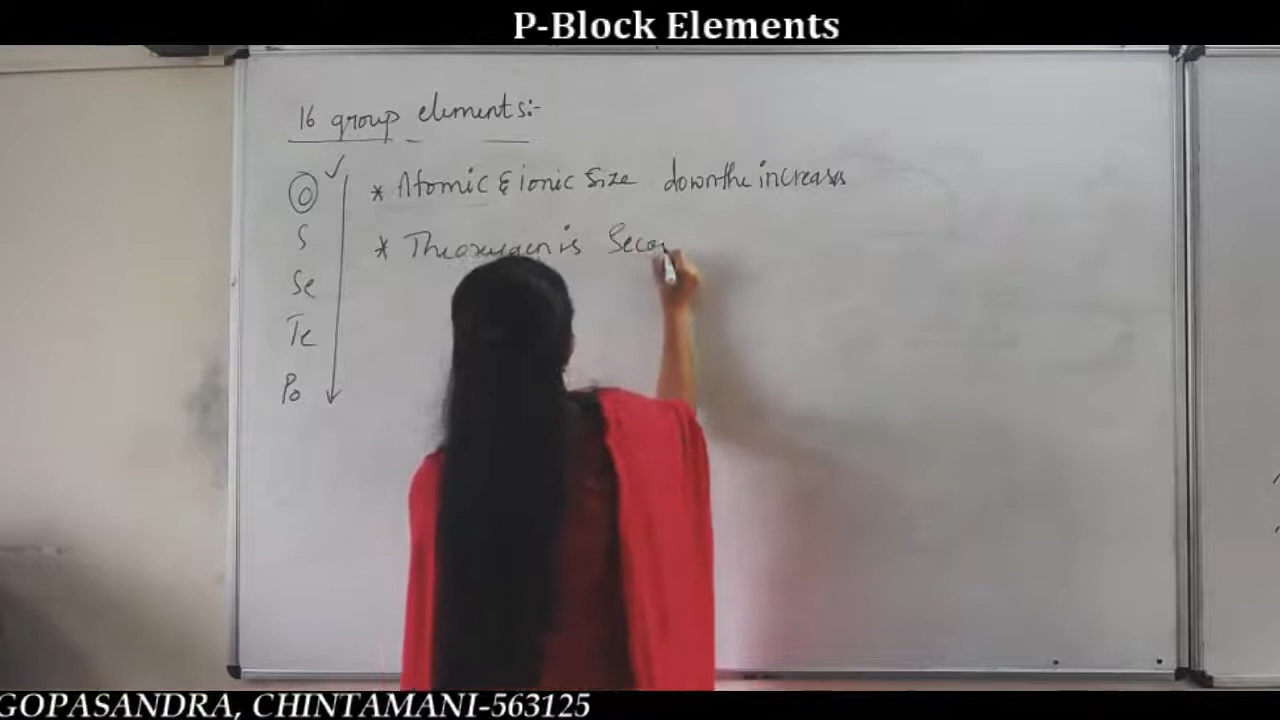 P-Block Elements
16 group elements:-
O ✓ * Atomic & ionic Size down the increases
S * The oxygen is Secon
Se
Te
Po
GOPASANDRA, CHINTAMANI-563125